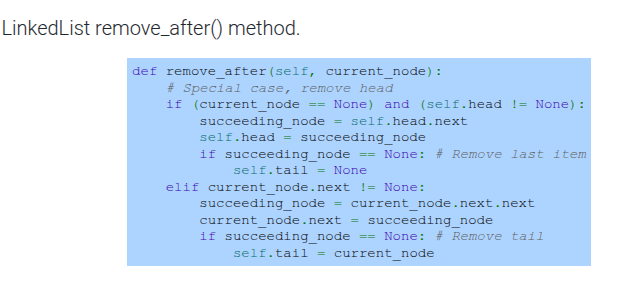 LinkedList remove_after() method.
def remove_after(self, current_node):
    # Special case, remove head
    if (current_node == None) and (self.head != None):
        succeeding_node = self.head.next
        self.head = succeeding_node
        if succeeding_node == None: # Remove last item
            self.tail = None
    elif current_node.next != None:
        succeeding_node = current_node.next.next
        current_node.next = succeeding_node
        if succeeding_node == None: # Remove tail
            self.tail = current_node